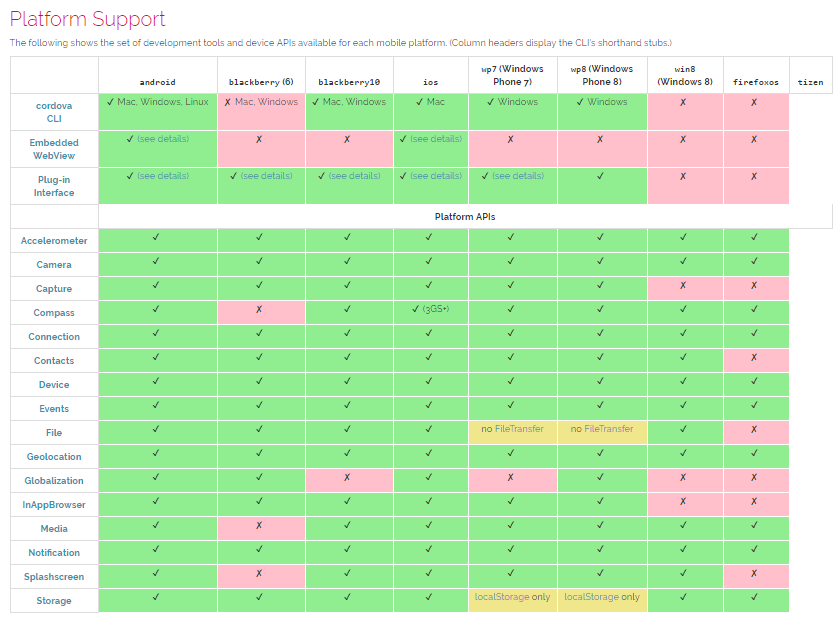 Platform Support
The following shows the set of development tools and device APIs available for each mobile platform. (Column headers display the CLI's shorthand stubs.)
android blackberry (6) blackberry10 ios wp7 (Windows Phone 7) wp8 (Windows Phone 8) win8 (Windows 8) firefoxos tizen
cordova CLI ✓ Mac, Windows, Linux ✗ Mac, Windows ✓ Mac, Windows ✓ Mac ✓ Windows ✓ Windows ✗ ✗
Embedded WebView ✓ (see details) ✗ ✗ ✓ (see details) ✗ ✗ ✗ ✗
Plug-in Interface ✓ (see details) ✓ (see details) ✓ (see details) ✓ (see details) ✓ (see details) ✓ ✗ ✗
Platform APIs
Accelerometer ✓ ✓ ✓ ✓ ✓ ✓ ✓ ✓
Camera ✓ ✓ ✓ ✓ ✓ ✓ ✓ ✓
Capture ✓ ✓ ✓ ✓ ✓ ✓ ✗ ✗
Compass ✓ ✗ ✓ ✓ (3GS+) ✓ ✓ ✓ ✓
Connection ✓ ✓ ✓ ✓ ✓ ✓ ✓ ✓
Contacts ✓ ✓ ✓ ✓ ✓ ✓ ✓ ✗
Device ✓ ✓ ✓ ✓ ✓ ✓ ✓ ✓
Events ✓ ✓ ✓ ✓ ✓ ✓ ✓ ✓
File ✓ ✓ ✓ ✓ no FileTransfer no FileTransfer ✓ ✗
Geolocation ✓ ✓ ✓ ✓ ✓ ✓ ✓ ✓
Globalization ✓ ✓ ✗ ✓ ✗ ✓ ✗ ✗
InAppBrowser ✓ ✓ ✓ ✓ ✓ ✓ ✗ ✗
Media ✓ ✗ ✓ ✓ ✓ ✓ ✓ ✓
Notification ✓ ✓ ✓ ✓ ✓ ✓ ✓ ✓
Splashscreen ✓ ✗ ✓ ✓ ✓ ✓ ✓ ✗
Storage ✓ ✓ ✓ ✓ localStorage only localStorage only ✓ ✓